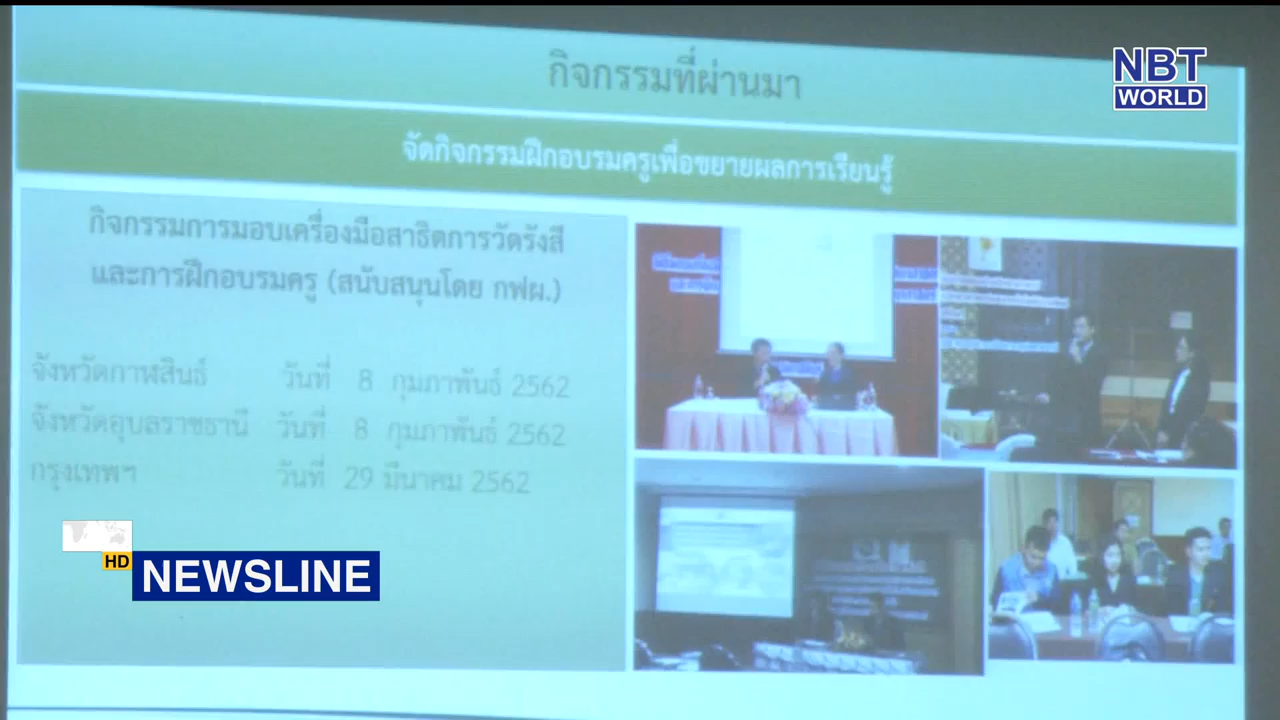 กิจกรรมที่ผ่านมา
NBT
WORLD
จัดกิจกรรมฝึกอบรมครูเพื่อขยายผลการเรียนรู้
กิจกรรมการมอบเครื่องมือสาธิตการวัดรังสี
และการฝึกอบรมครู (สนับสนุนโดย กฟผ.)
จังหวัดกาฬสินธุ์ วันที่ 8 กุมภาพันธ์ 2562
จังหวัดอุบลราชธานี วันที่ 8 กุมภาพันธ์ 2562
กรุงเทพฯ วันที่ 29 มีนาคม 2562
HD
NEWSLINE